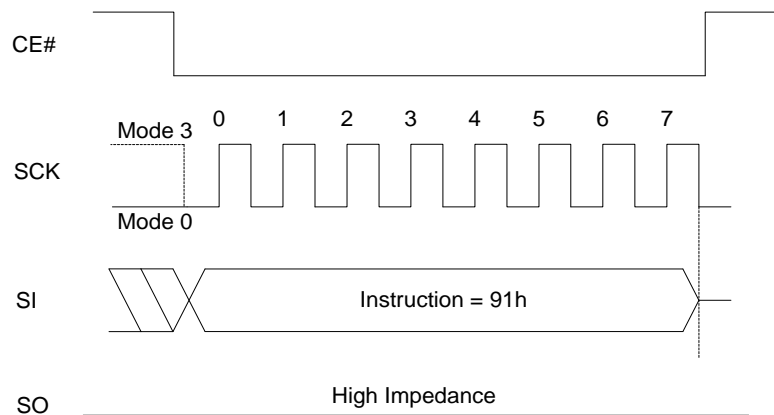 CE#
0 1 2 3 4 5 6 7
Mode 3
SCK
Mode 0
SI
Instruction = 91h
High Impedance
SO